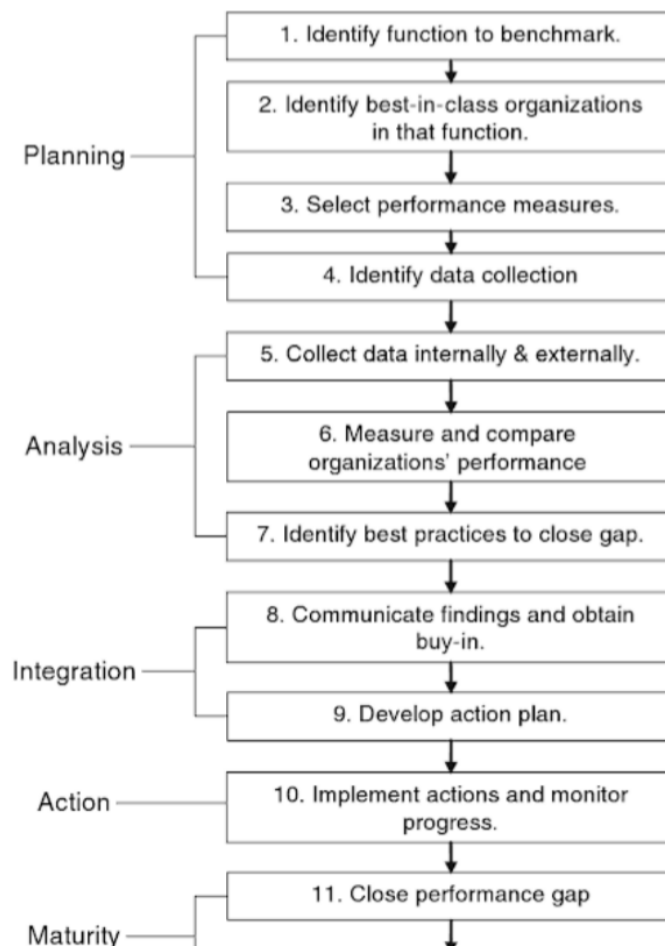 1. Identify function to benchmark.
2. Identify best-in-class organizations
in that function.
Planning
3. Select performance measures.
4. Identify data collection
5. Collect data internally & externally.
Analysis
6. Measure and compare
organizations' performance
7. Identify best practices to close gap.
8. Communicate findings and obtain
buy-in.
Integration
9. Develop action plan.
Action
10. Implement actions and monitor
progress.
11. Close performance gap
Maturity